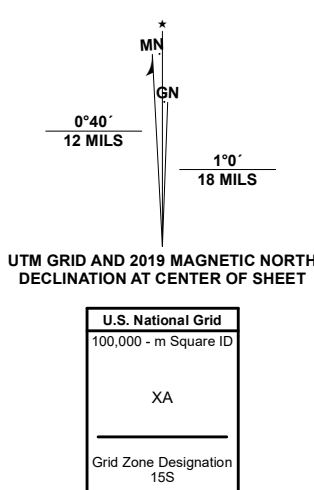 ★
MN
GN
0°40´
12 MILS
1°0´
18 MILS
UTM GRID AND 2019 MAGNETIC NORTH
DECLINATION AT CENTER OF SHEET
U.S. National Grid
100,000 - m Square ID
XA
Grid Zone Designation
15S